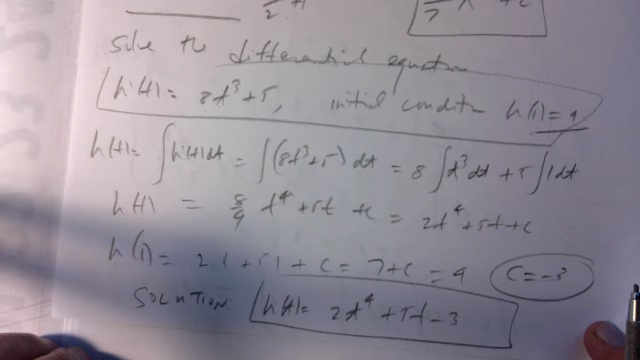 Solve the differential equation
h'(t) = 8t³ + 5, initial condition h(1) = 4
h(t) = ∫h'(t)dt = ∫(8t³+5) dt = 8 ∫t³dt + 5 ∫1dt
h(t) = 8/4 t⁴ + 5t + c = 2t⁴ + 5t + c
h(1) = 2.1 + 5.1 + c = 7 + c = 4 c = -3
SOLUTION: h(t) = 2t⁴ + 5t - 3